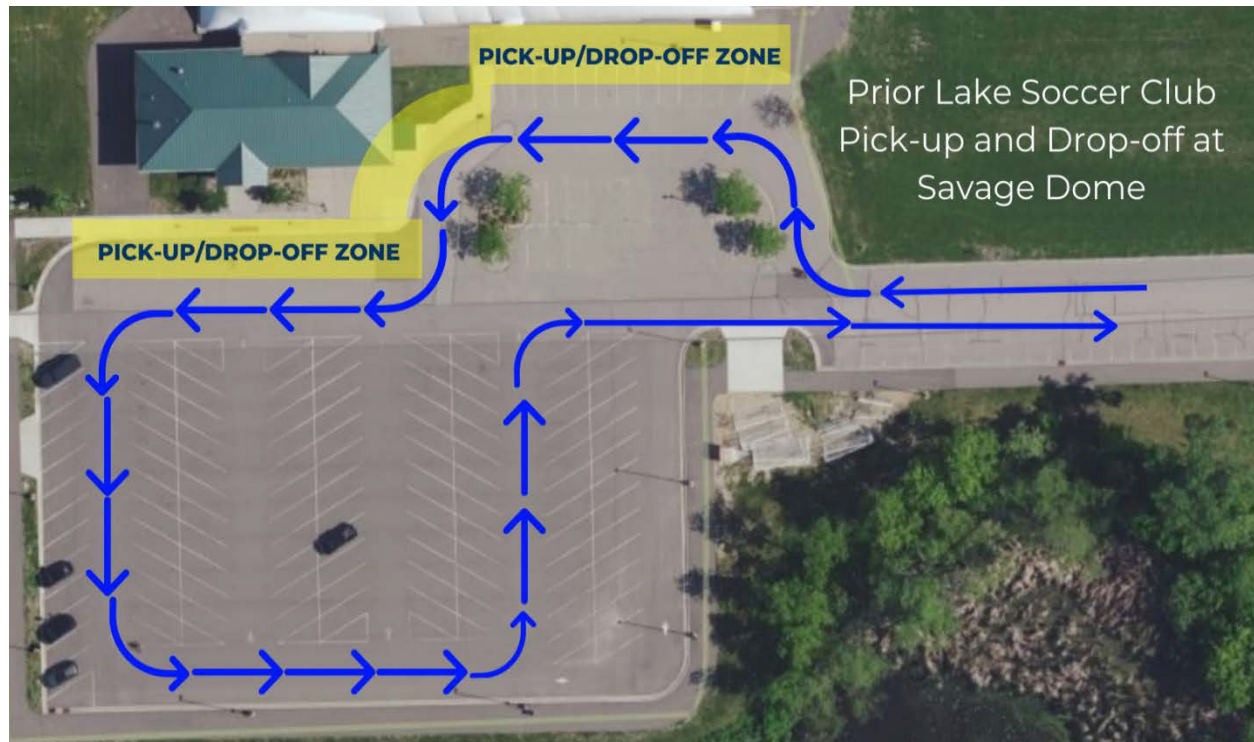 PICK-UP/DROP-OFF ZONE
Prior Lake Soccer Club
Pick-up and Drop-off at
Savage Dome
PICK-UP/DROP-OFF ZONE